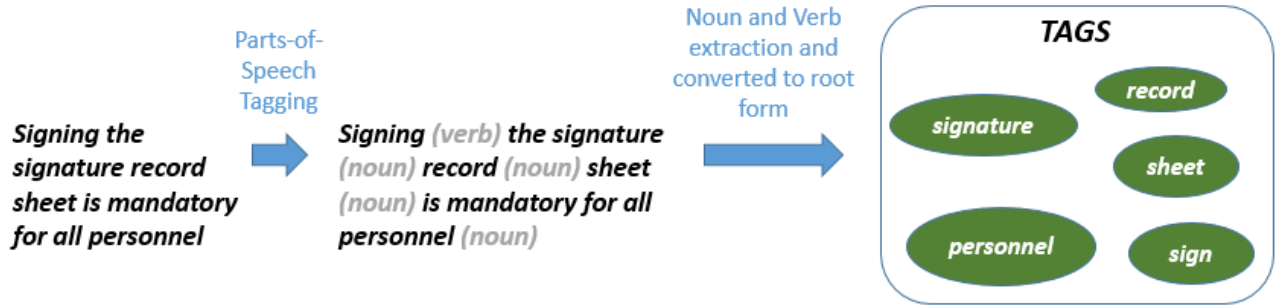 Signing the
signature record
sheet is mandatory
for all personnel
Parts-of-
Speech
Tagging
Signing (verb) the signature
(noun) record (noun) sheet
(noun) is mandatory for all
personnel (noun)
Noun and Verb
extraction and
converted to root
form
TAGS
record
signature
sheet
personnel
sign